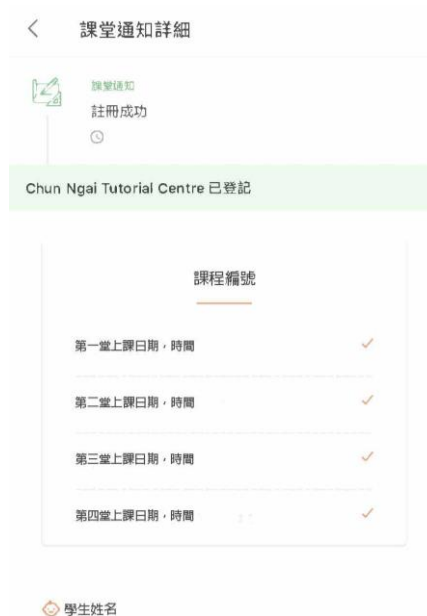 課堂通知詳細
課堂通知
註冊成功
Chun Ngai Tutorial Centre 已登記
課程編號
第一堂上課日期，時間
第二堂上課日期，時間
第三堂上課日期，時間
第四堂上課日期，時間
學生姓名